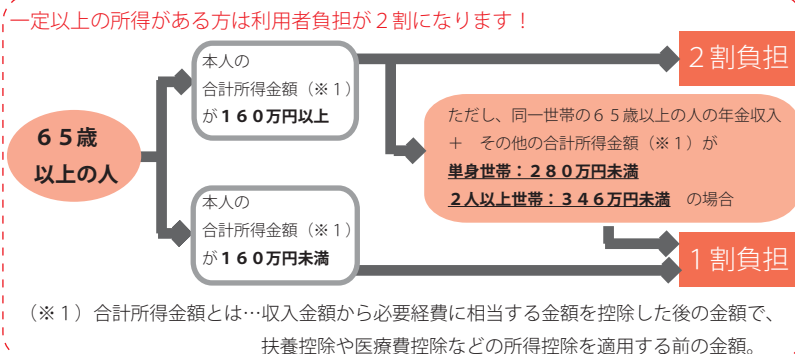 一定以上の所得がある方は利用者負担が２割になります！
本人の
合計所得金額（※１）
が１６０万円以上
２割負担
６５歳
以上の人
ただし、同一世帯の６５歳以上の人の年金収入
＋　その他の合計所得金額（※１）が
単身世帯：２８０万円未満
２人以上世帯：３４６万円未満　の場合
本人の
合計所得金額（※１）
が１６０万円未満
１割負担
（※１）合計所得金額とは…収入金額から必要経費に相当する金額を控除した後の金額で、
扶養控除や医療費控除などの所得控除を適用する前の金額。